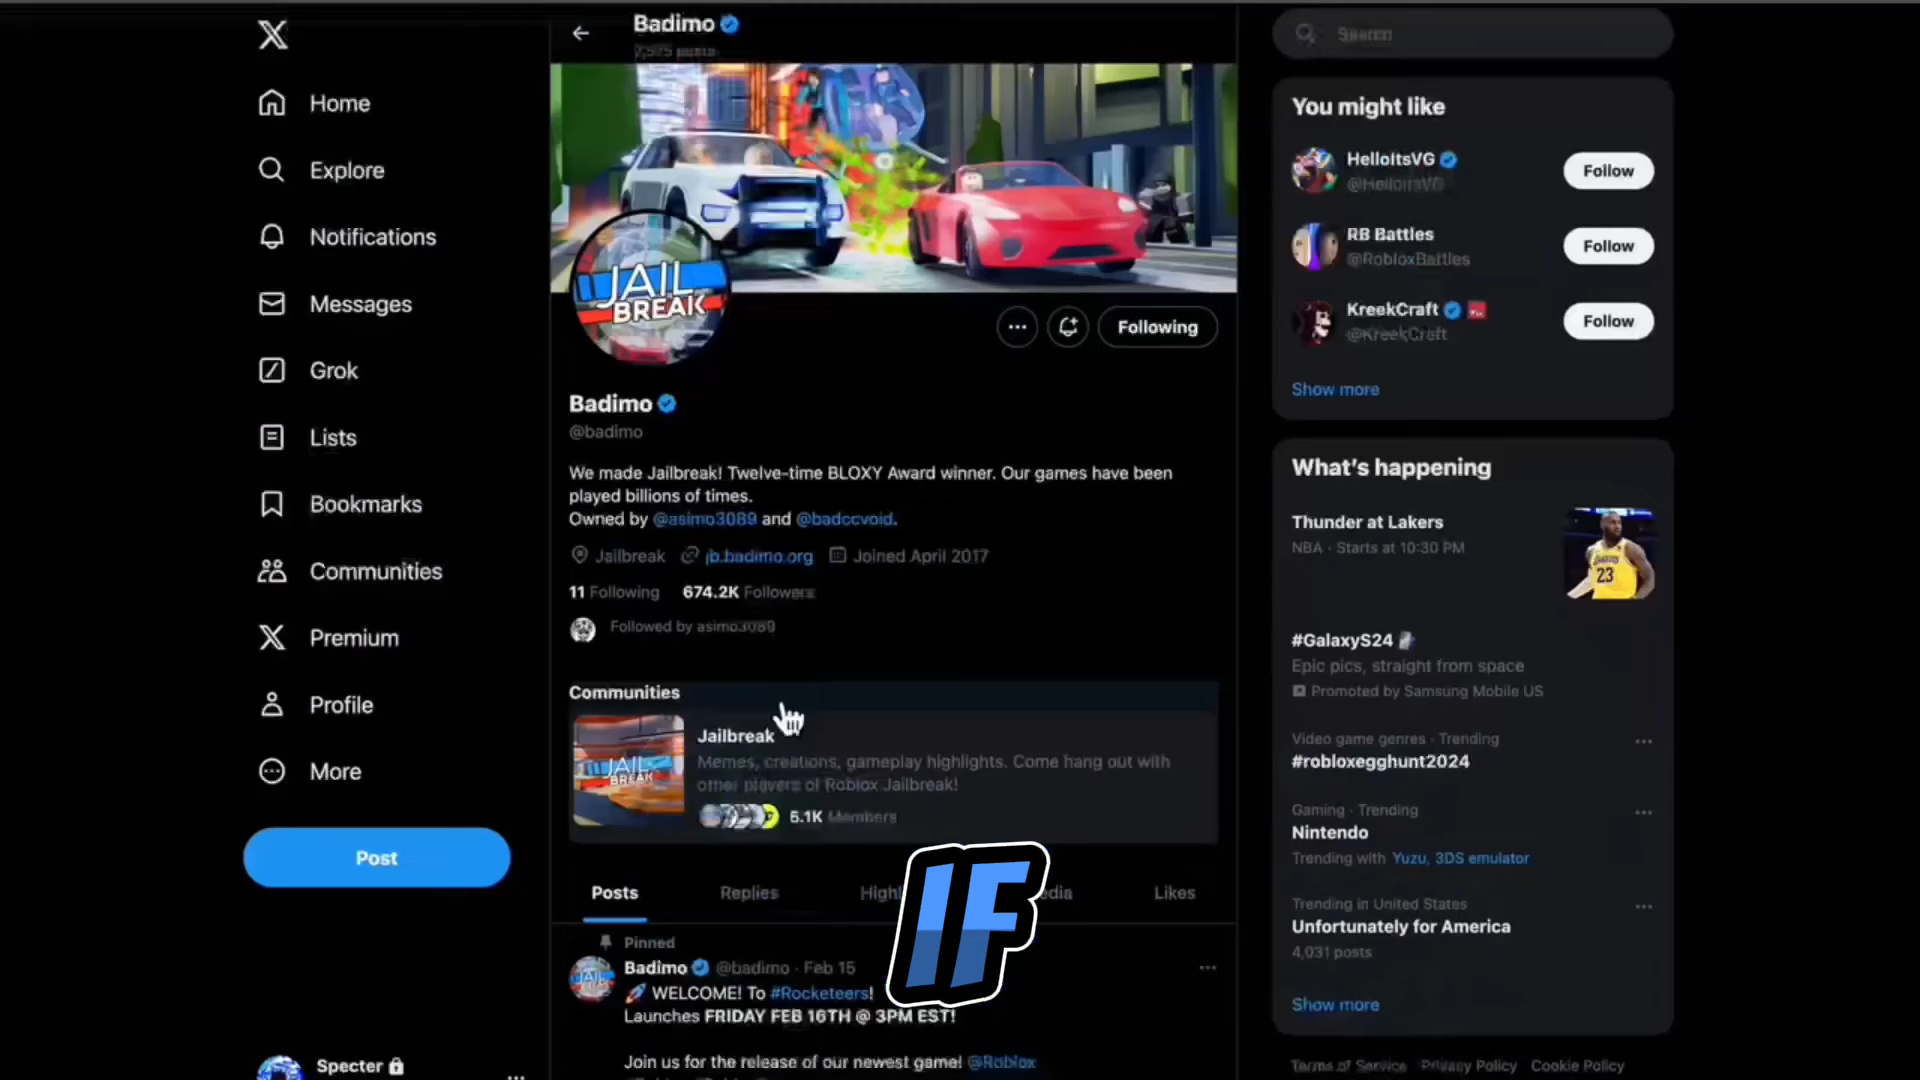 Home
Explore
Notifications
Messages
Grok
Lists
Bookmarks
Communities
Premium
Profile
More
Post
Specter
Badimo
7,575 posts
JAIL
BREAK
Following
Badimo
@badimo
We made Jailbreak! Twelve-time BLOXY Award winner. Our games have been
played billions of times.
Owned by @asimo3089 and @badccvoid.
Jailbreak jb.badimo.org Joined April 2017
11 Following 674.2K Followers
Followed by asimo3089
Communities
JAIL
BREAK
Jailbreak
Memes, creations, gameplay highlights. Come hang out with
other players of Roblox Jailbreak!
Members
Posts Replies Likes
IF
Pinned
Badimo @badimo · Feb 15
🚀 WELCOME! To #Rocketeers!
Launches FRIDAY FEB 16TH @ 3PM EST!
Join us for the release of our newest game! @Roblox
Search
You might like
HelloItsVG
@HelloItsVG
Follow
RB Battles
@RobloxBattles
Follow
KreekCraft
@KreekCraft
Follow
Show more
What's happening
Thunder at Lakers
NBA · Starts at 10:30 PM
23
#GalaxyS24
Epic pics, straight from space
Promoted by Samsung Mobile US
Video game genres · Trending
#robloxegghunt2024
Gaming · Trending
Nintendo
Trending with Yuzu, 3DS emulator
Trending in United States
Unfortunately for America
4,031 posts
Show more
Terms of Service Privacy Policy Cookie Policy